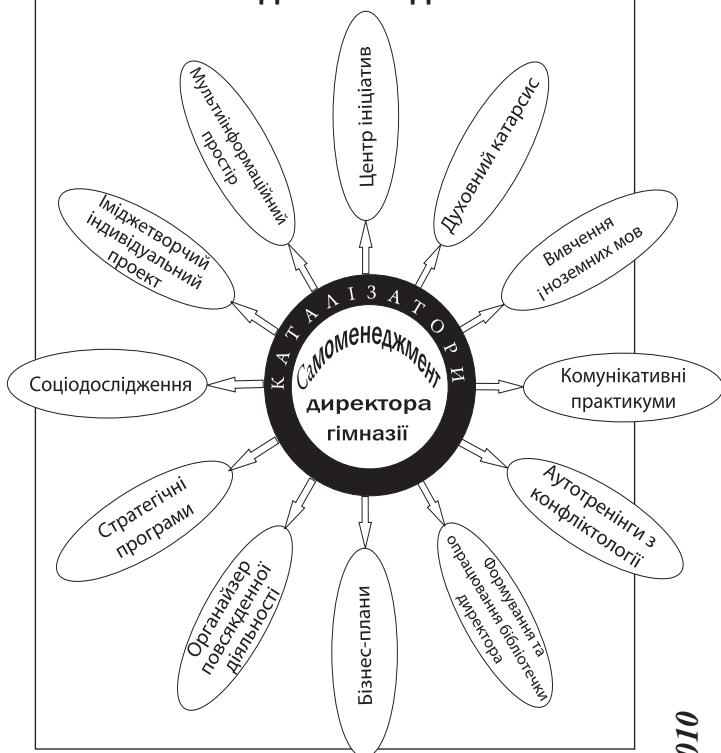 Центр ініціатив
Духовний катарсис
Вивчення
іноземних мов
Комунікативні
практикуми
Аутотренінги з
конфліктології
Формування та
опрацювання бібліотечки
директора
Бізнес-плани
Органайзер
повсякденної
діяльності
Стратегічні
програми
Соціодослідження
Іміджетворчий
індивідуальний
проект
Мультиінформаційний
простір
КАТАЛІЗАТОРИ
Самоменеджмент
директора
гімназії